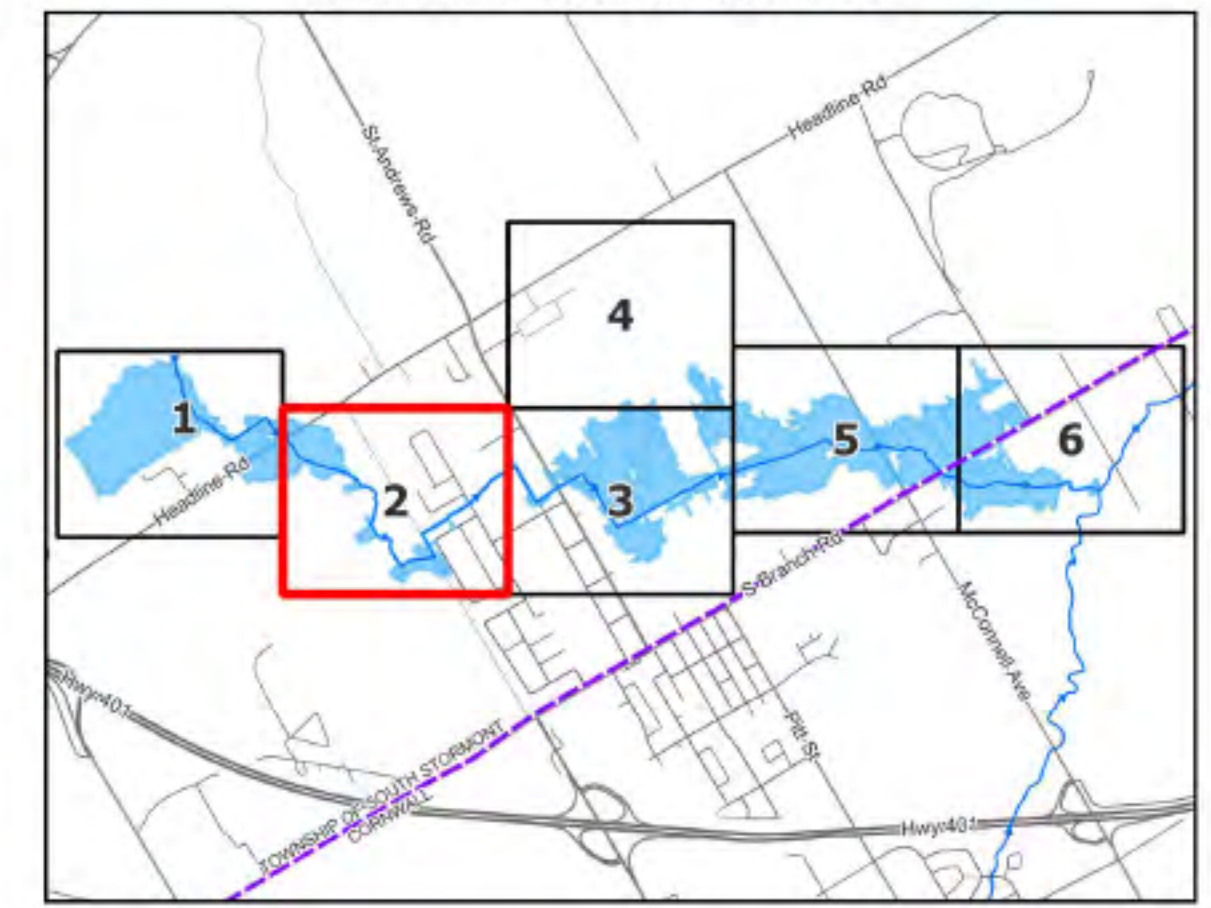 Headline Rd
St Andrews Rd
4
1
5
6
2
3
Headline Rd
S Branch Rd
McConnell Ave
Hwy 401
Pitt St
TOWNSHIP OF SOUTH STORMONT
CORNWALL
Hwy 401